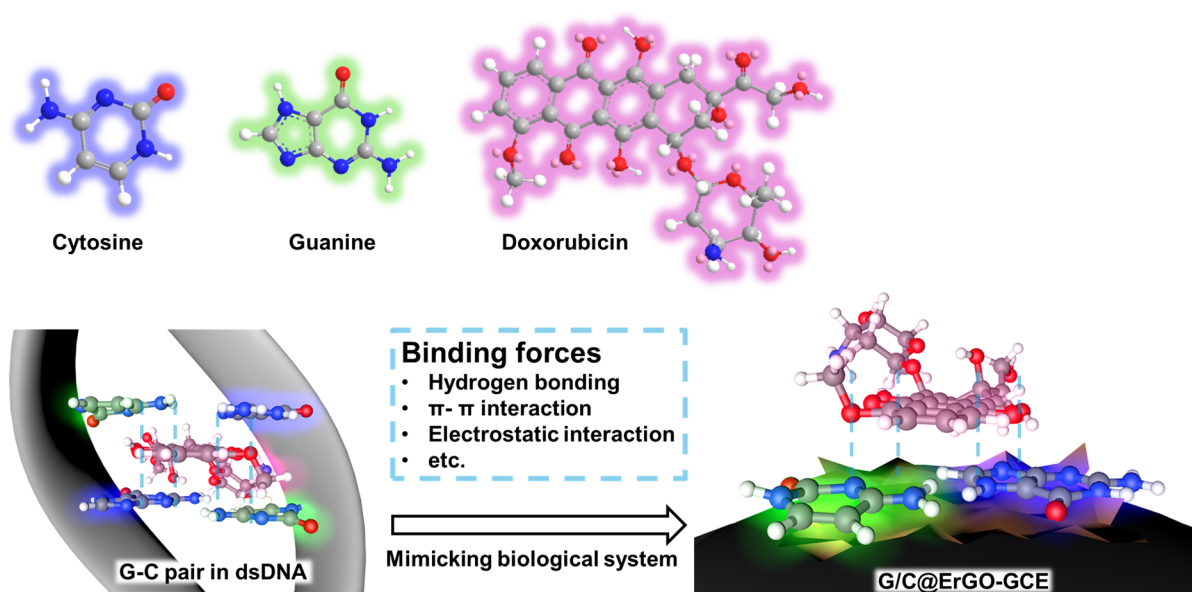 Cytosine
Guanine
Doxorubicin
Binding forces
• Hydrogen bonding
• π- π interaction
• Electrostatic interaction
• etc.
Mimicking biological system
G-C pair in dsDNA
G/C@ErGO-GCE